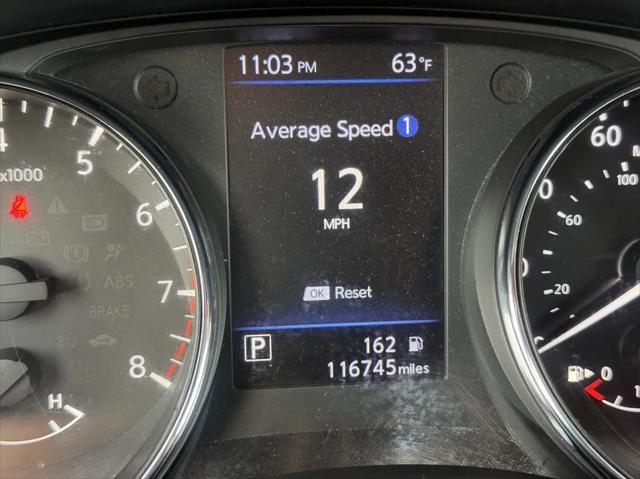 11:03 PM 63°F
Average Speed 1
12
MPH
OK Reset
P 162
116745 miles
4 5 6 7 8
x1000
ABS
BRAKE
H
60
100
60
20
0